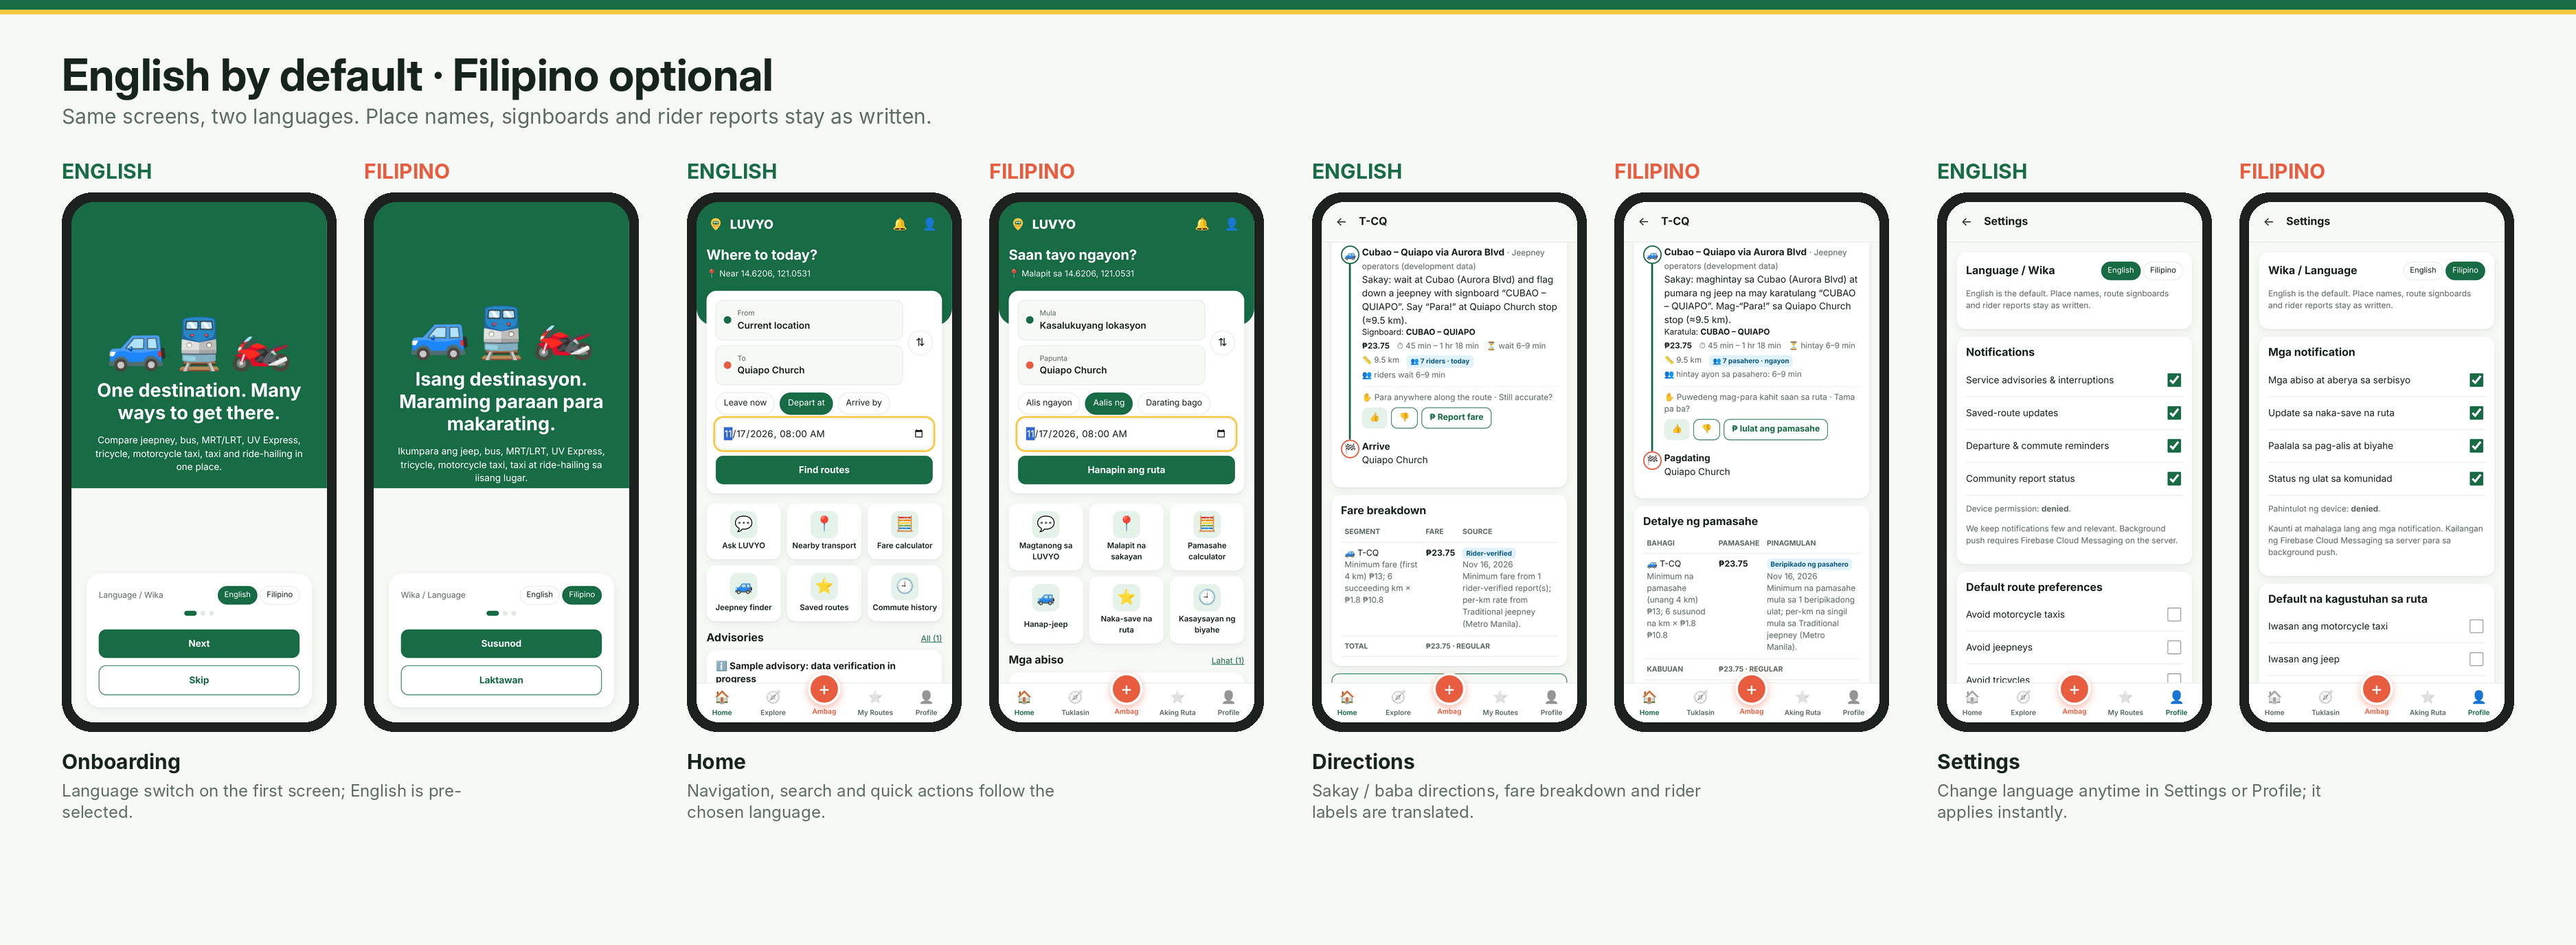 English by default · Filipino optional
Same screens, two languages. Place names, signboards and rider reports stay as written.
ENGLISH
One destination. Many
ways to get there.
Compare jeepney, bus, MRT/LRT, UV Express,
tricycle, motorcycle taxi, taxi and ride-hailing in
one place.
Language / Wika
English
Filipino
Next
Skip
FILIPINO
Isang destinasyon.
Maraming paraan para
makarating.
Ikumpara ang jeep, bus, MRT/LRT, UV Express,
tricycle, motorcycle taxi, taxi at ride-hailing sa
iisang lugar.
Wika / Language
English
Filipino
Susunod
Laktawan
Onboarding
Language switch on the first screen; English is pre-
selected.
ENGLISH
LUVYO
Where to today?
Near 14.6206, 121.0531
From
Current location
To
Quiapo Church
Leave now
Depart at
Arrive by
11/17/2026, 08:00 AM
Find routes
Ask LUVYO
Nearby transport
Fare calculator
Jeepney finder
Saved routes
Commute history
Advisories
All (1)
Sample advisory: data verification in
progress
Home
Explore
Ambag
My Routes
Profile
FILIPINO
LUVYO
Saan tayo ngayon?
Malapit sa 14.6206, 121.0531
Mula
Kasalukuyang lokasyon
Papunta
Quiapo Church
Alis ngayon
Aalis ng
Darating bago
11/17/2026, 08:00 AM
Hanapin ang ruta
Magtanong sa
LUVYO
Malapit na
sakayan
Pamasahe
calculator
Hanap-jeep
Naka-save na
ruta
Kasaysayan ng
biyahe
Mga abiso
Lahat (1)
Home
Tuklasin
Ambag
Aking Ruta
Profile
Home
Navigation, search and quick actions follow the
chosen language.
ENGLISH
← T-CQ
Cubao – Quiapo via Aurora Blvd · Jeepney
operators (development data)
Sakay: wait at Cubao (Aurora Blvd) and flag
down a jeepney with signboard “CUBAO –
QUIAPO”. Say “Para!” at Quiapo Church stop
(≈9.5 km).
Signboard: CUBAO – QUIAPO
₱23.75 45 min – 1 hr 18 min wait 6–9 min
9.5 km 7 riders · today
riders wait 6–9 min
Para anywhere along the route · Still accurate?
₱ Report fare
Arrive
Quiapo Church
Fare breakdown
SEGMENT FARE SOURCE
T-CQ
Minimum fare (first
4 km) ₱13; 6
succeeding km ×
₱1.8 ₱10.8
₱23.75
Rider-verified
Nov 16, 2026
Minimum fare from 1
rider-verified report(s);
per-km rate from
Traditional jeepney
(Metro Manila).
TOTAL ₱23.75 · REGULAR
Home
Explore
Ambag
My Routes
Profile
FILIPINO
← T-CQ
Cubao – Quiapo via Aurora Blvd · Jeepney
operators (development data)
Sakay: maghintay sa Cubao (Aurora Blvd) at
pumara ng jeep na may karatulang “CUBAO
– QUIAPO”. Mag-“Para!” sa Quiapo Church
stop (≈9.5 km).
Karatula: CUBAO – QUIAPO
₱23.75 45 min – 1 hr 18 min hintay 6–9 min
9.5 km 7 pasahero · ngayon
hintay ayon sa pasahero: 6–9 min
Puwedeng mag-para kahit saan sa ruta · Tama
pa ba?
₱ Iulat ang pamasahe
Pagdating
Quiapo Church
Detalye ng pamasahe
BAHAGI PAMASAHE PINAGMULAN
T-CQ
Minimum na
pamasahe
(unang 4 km)
₱13; 6 susunod
na km × ₱1.8
₱10.8
₱23.75
Beripikado ng pasahero
Nov 16, 2026
Minimum na pamasahe
mula sa 1 beripikadong
ulat; per-km na singil
mula sa Traditional
jeepney (Metro
Manila).
KABUUAN ₱23.75 · REGULAR
Home
Tuklasin
Ambag
Aking Ruta
Profile
Directions
Sakay / baba directions, fare breakdown and rider
labels are translated.
ENGLISH
← Settings
Language / Wika
English
Filipino
English is the default. Place names, route signboards
and rider reports stay as written.
Notifications
Service advisories & interruptions
Saved-route updates
Departure & commute reminders
Community report status
Device permission: denied.
We keep notifications few and relevant. Background
push requires Firebase Cloud Messaging on the server.
Default route preferences
Avoid motorcycle taxis
Avoid jeepneys
Avoid tricycles
Home
Explore
Ambag
My Routes
Profile
FILIPINO
← Settings
Wika / Language
English
Filipino
English is the default. Place names, route signboards
and rider reports stay as written.
Mga notification
Mga abiso at aberya sa serbisyo
Update sa naka-save na ruta
Paalala sa pag-alis at biyahe
Status ng ulat sa komunidad
Pahintulot ng device: denied.
Kaunti at mahalaga lang ang mga notification. Kailangan
ng Firebase Cloud Messaging sa server para sa
background push.
Default na kagustuhan sa ruta
Iwasan ang motorcycle taxi
Iwasan ang jeep
Home
Tuklasin
Ambag
Aking Ruta
Profile
Settings
Change language anytime in Settings or Profile; it
applies instantly.